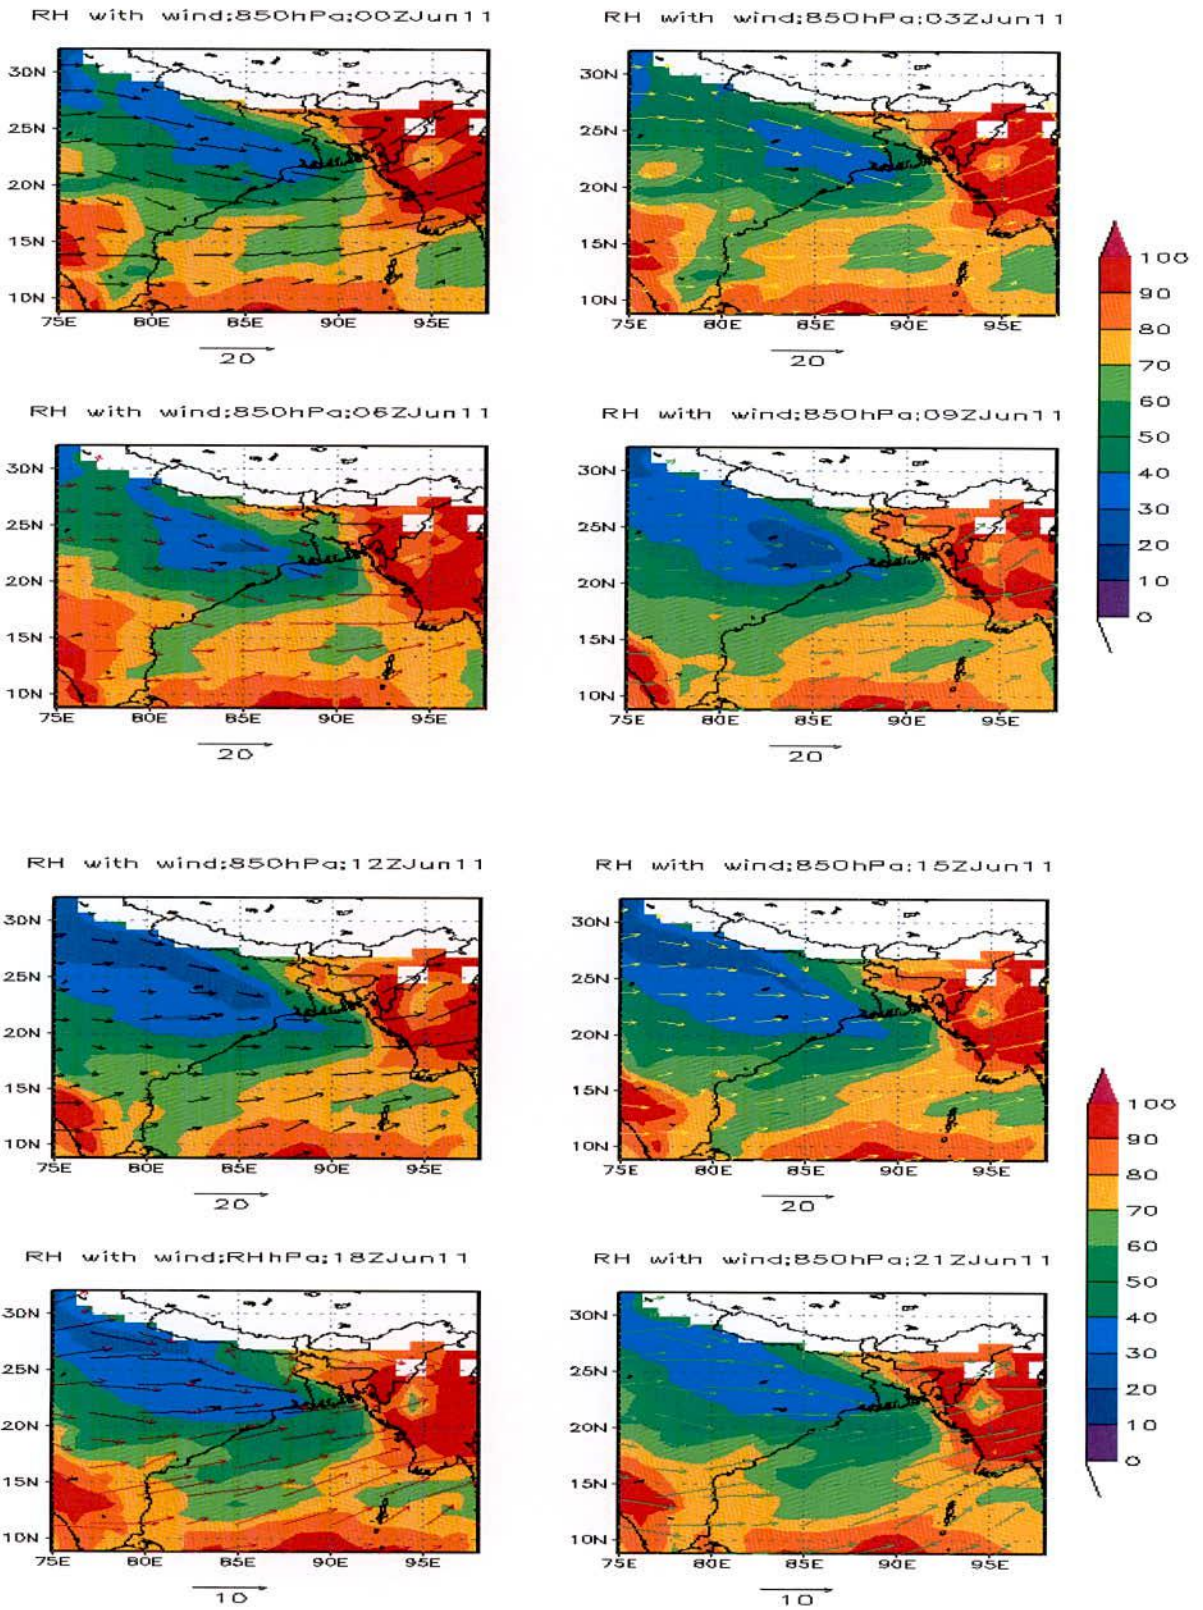 RH with wind;850hPa;00ZJun11
30N
25N
20N
15N
10N
75E 80E 85E 90E 95E
20
RH with wind;850hPa;03ZJun11
30N
25N
20N
15N
10N
75E 80E 85E 90E 95E
20
100
90
80
70
60
50
40
30
20
10
0
RH with wind;850hPa;06ZJun11
30N
25N
20N
15N
10N
75E 80E 85E 90E 95E
20
RH with wind;850hPa;09ZJun11
30N
25N
20N
15N
10N
75E 80E 85E 90E 95E
20
RH with wind;850hPa;12ZJun11
30N
25N
20N
15N
10N
75E 80E 85E 90E 95E
20
RH with wind;850hPa;15ZJun11
30N
25N
20N
15N
10N
75E 80E 85E 90E 95E
20
100
90
80
70
60
50
40
30
20
10
0
RH with wind;RHhPa;18ZJun11
30N
25N
20N
15N
10N
75E 80E 85E 90E 95E
10
RH with wind;850hPa;21ZJun11
30N
25N
20N
15N
10N
75E 80E 85E 90E 95E
10